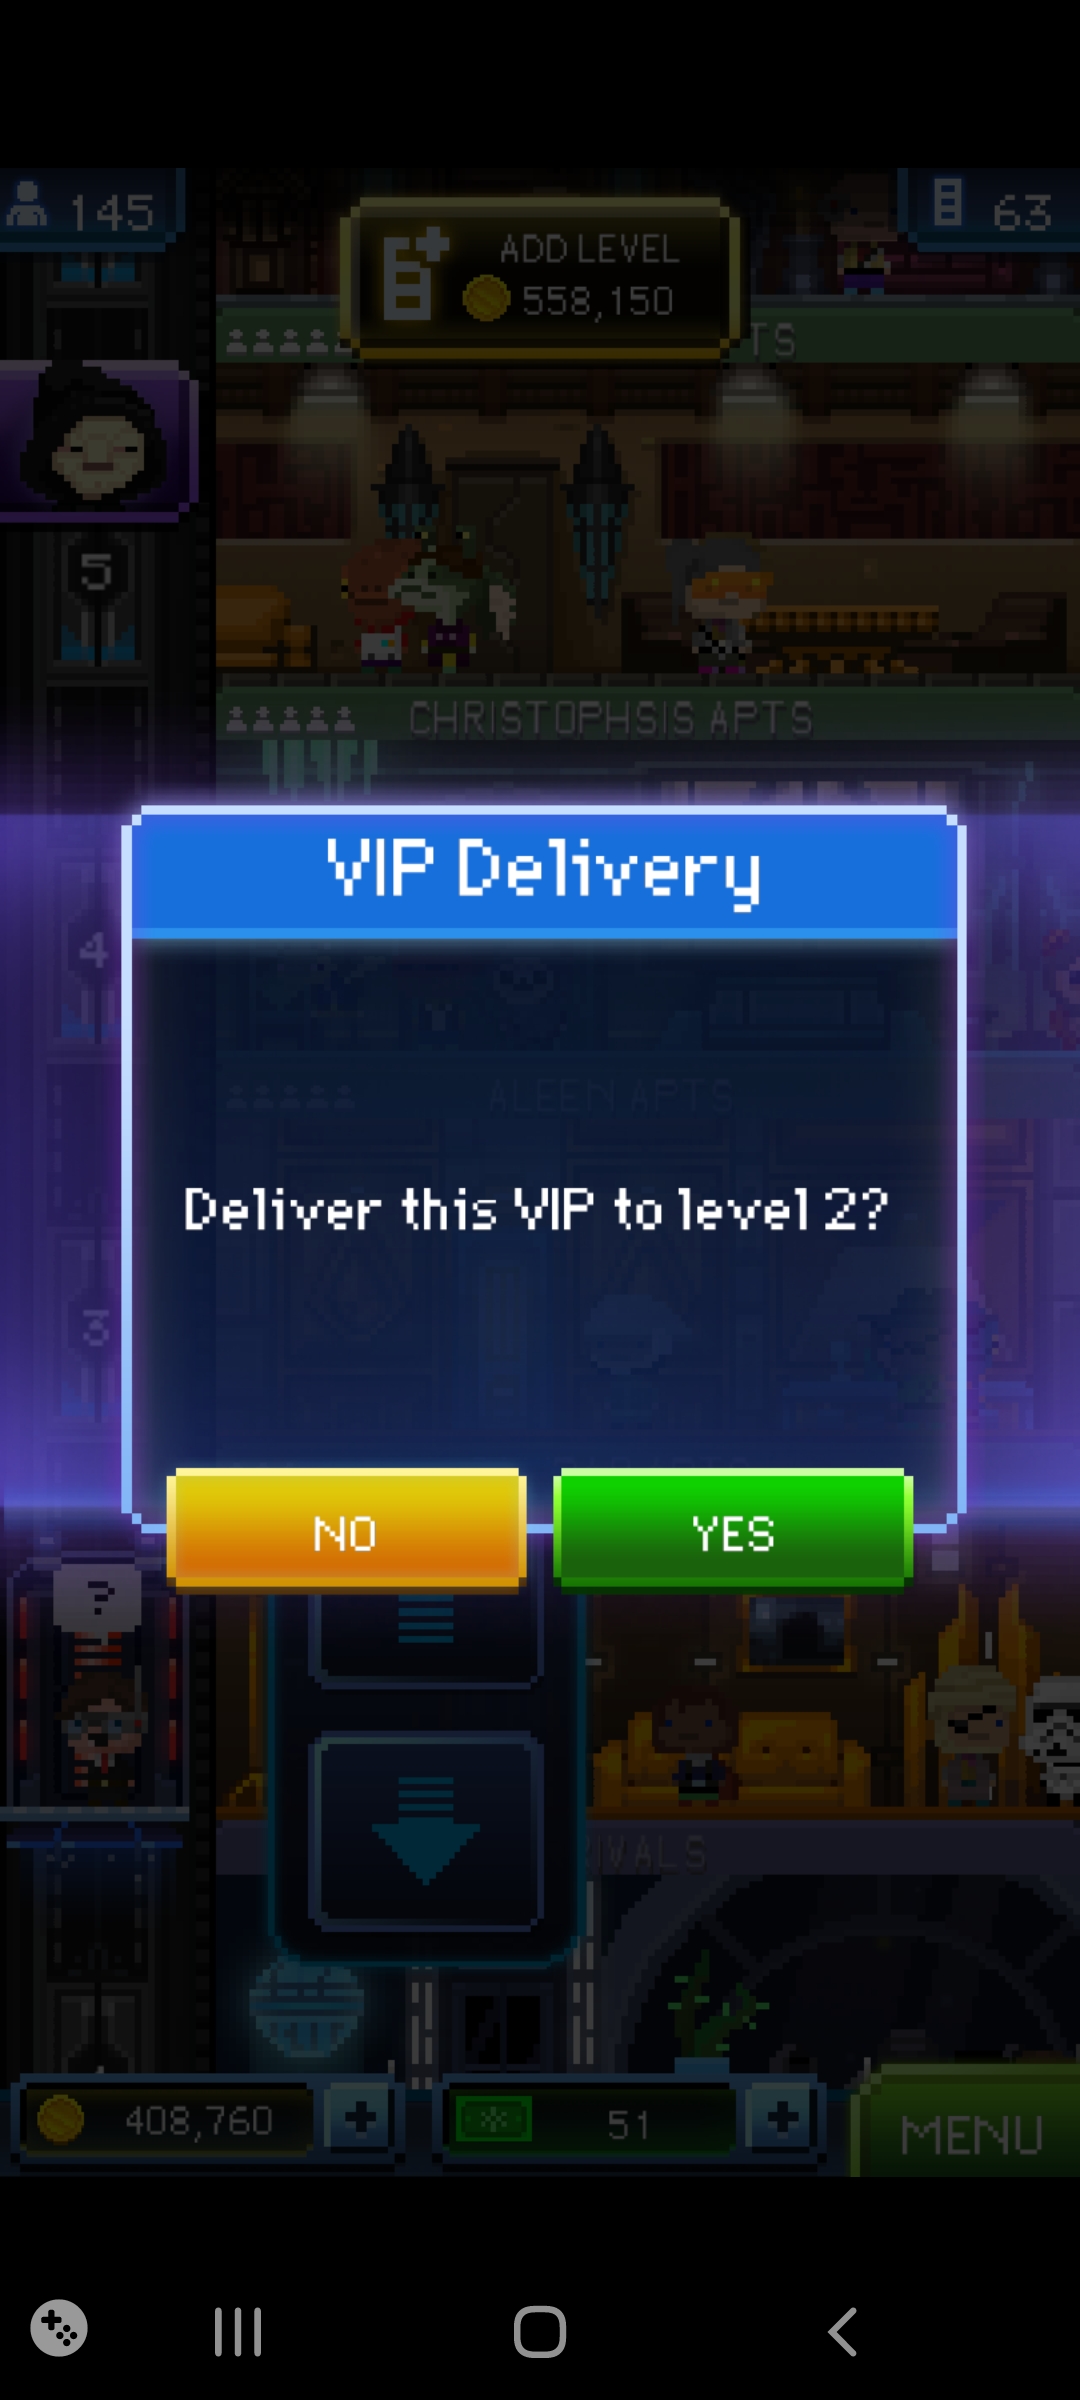 145
63
ADD LEVEL
558,150
TS
5
CHRISTOPHSIS APTS
VIP Delivery
4
ALEEN APTS
Deliver this VIP to level 2?
3
NO
YES
?
408,760
51
MENU